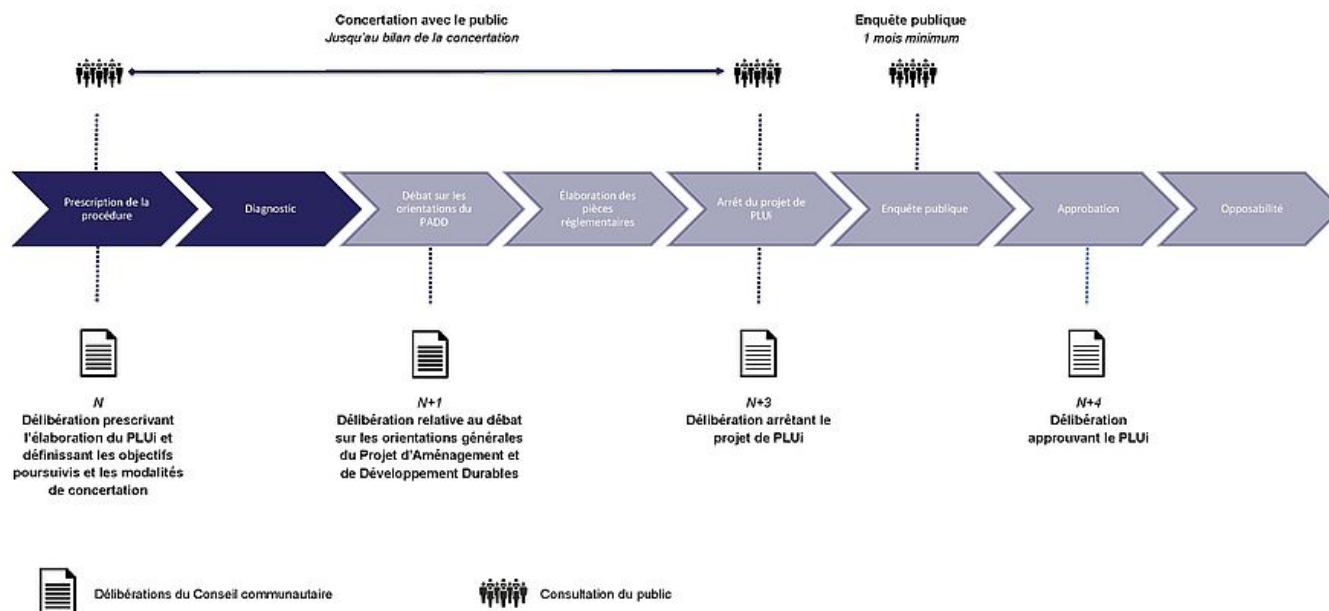 Concertation avec le public
Jusqu'au bilan de la concertation
Enquête publique
1 mois minimum
Prescription de la
procédure
Diagnostic
Débat sur les
orientations du
PADD
Élaboration des
pièces
réglementaires
Arrêt du projet de
PLUi
Enquête publique
Approbation
Opposabilité
N
Délibération prescrivant
l'élaboration du PLUi et
définissant les objectifs
poursuivis et les modalités
de concertation
N+1
Délibération relative au débat
sur les orientations générales
du Projet d'Aménagement et
de Développement Durables
N+3
Délibération arrêtant le
projet de PLUi
N+4
Délibération
approuvant le PLUi
Délibérations du Conseil communautaire
Consultation du public